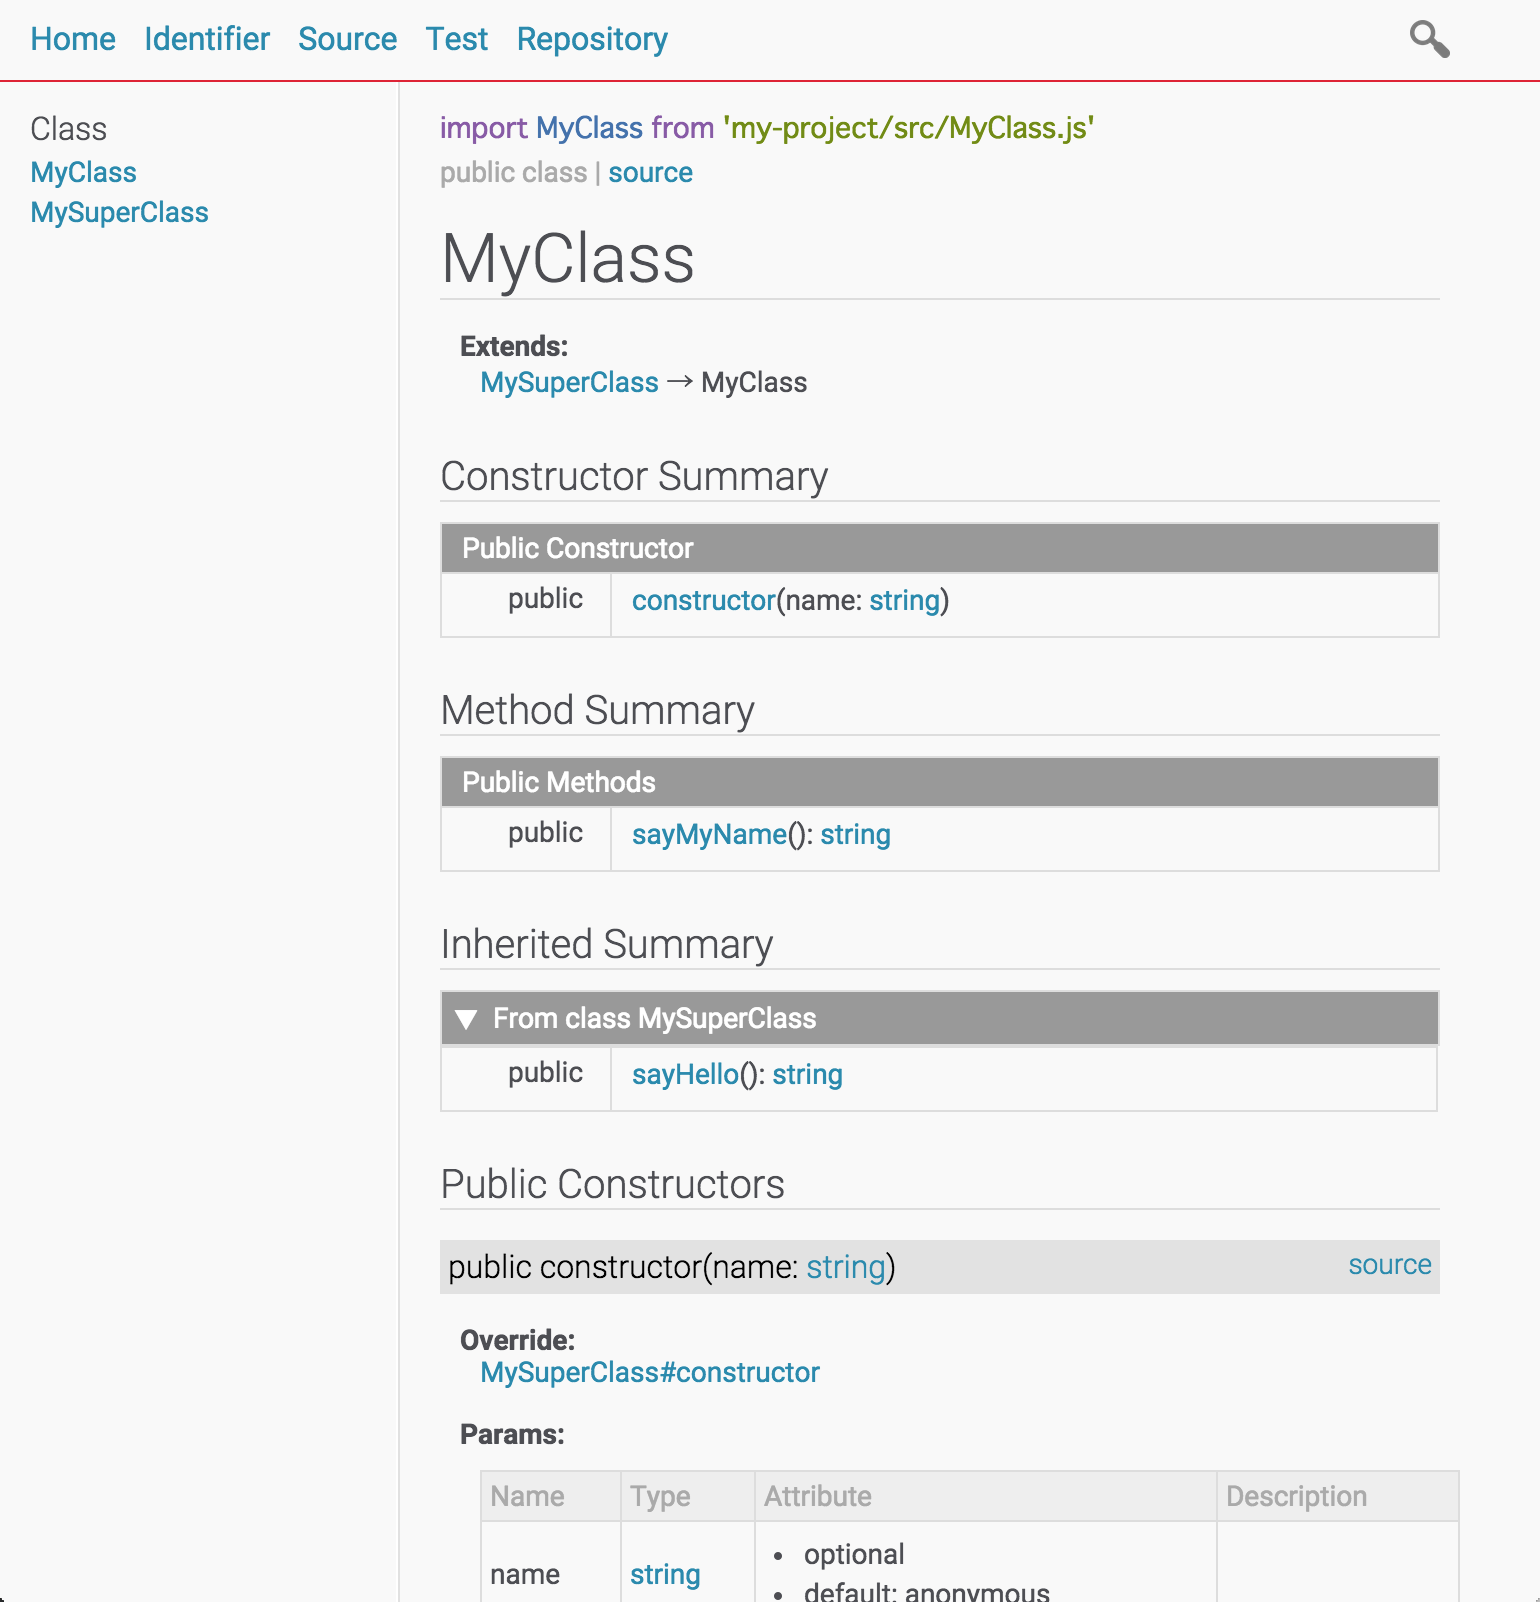 Home Identifier Source Test Repository
Class
MyClass
MySuperClass
import MyClass from 'my-project/src/MyClass.js'
public class | source
MyClass
Extends:
MySuperClass → MyClass
Constructor Summary
Public Constructor
public constructor(name: string)
Method Summary
Public Methods
public sayMyName(): string
Inherited Summary
▼ From class MySuperClass
public sayHello(): string
Public Constructors
public constructor(name: string) source
Override:
MySuperClass#constructor
Params:
Name Type Attribute Description
name string
• optional
• default: anonymous